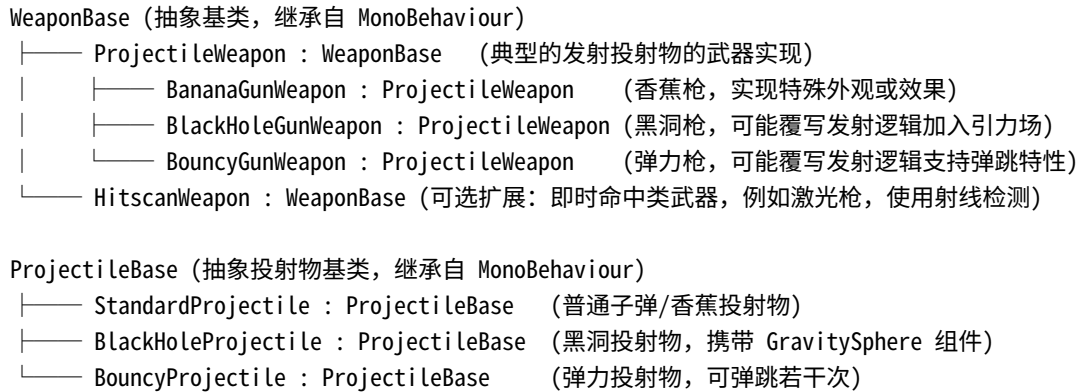 WeaponBase (抽象基类，继承自 MonoBehaviour)
├── ProjectileWeapon : WeaponBase (典型的发射投射物的武器实现)
│ ├── BananaGunWeapon : ProjectileWeapon (香蕉枪，实现特殊外观或效果)
│ ├── BlackHoleGunWeapon : ProjectileWeapon (黑洞枪，可能覆写发射逻辑加入引力场)
│ └── BouncyGunWeapon : ProjectileWeapon (弹力枪，可能覆写发射逻辑支持弹跳特性)
└── HitscanWeapon : WeaponBase (可选扩展：即时命中类武器，例如激光枪，使用射线检测)
ProjectileBase (抽象投射物基类，继承自 MonoBehaviour)
├── StandardProjectile : ProjectileBase (普通子弹/香蕉投射物)
├── BlackHoleProjectile : ProjectileBase (黑洞投射物，携带 GravitySphere 组件)
└── BouncyProjectile : ProjectileBase (弹力投射物，可弹跳若干次)